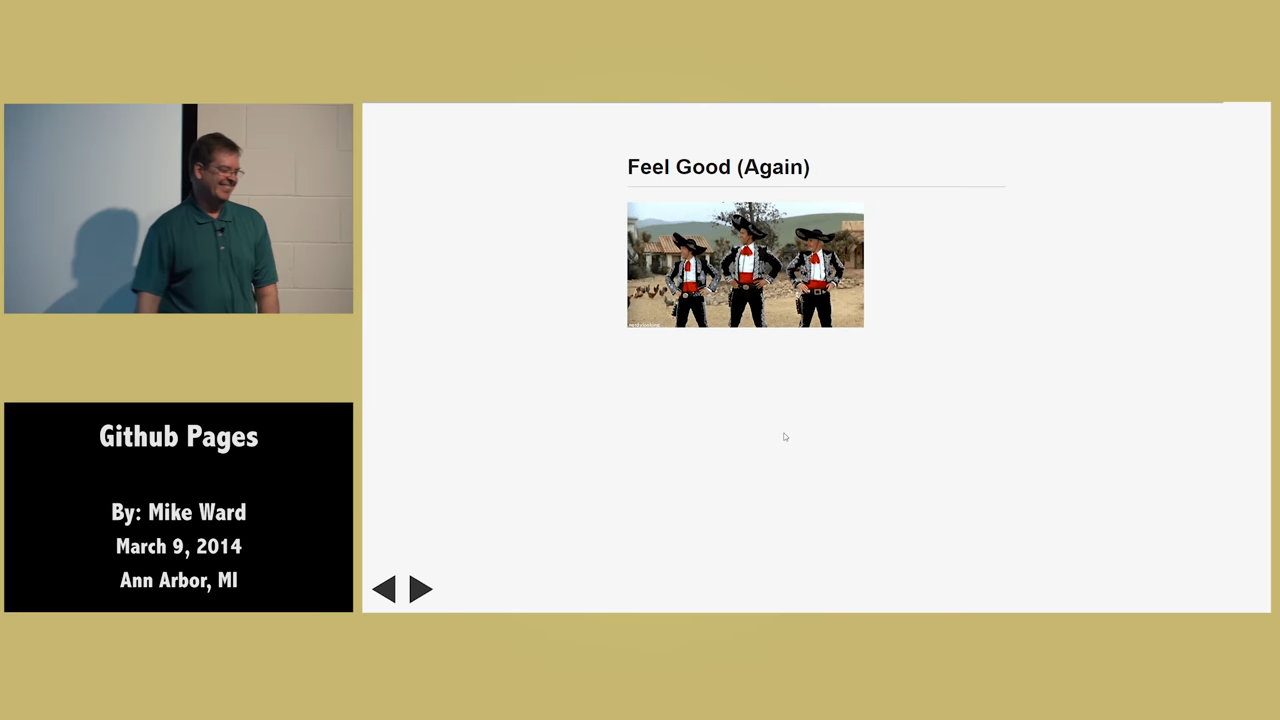 Feel Good (Again)
Github Pages
By: Mike Ward
March 9, 2014
Ann Arbor, MI